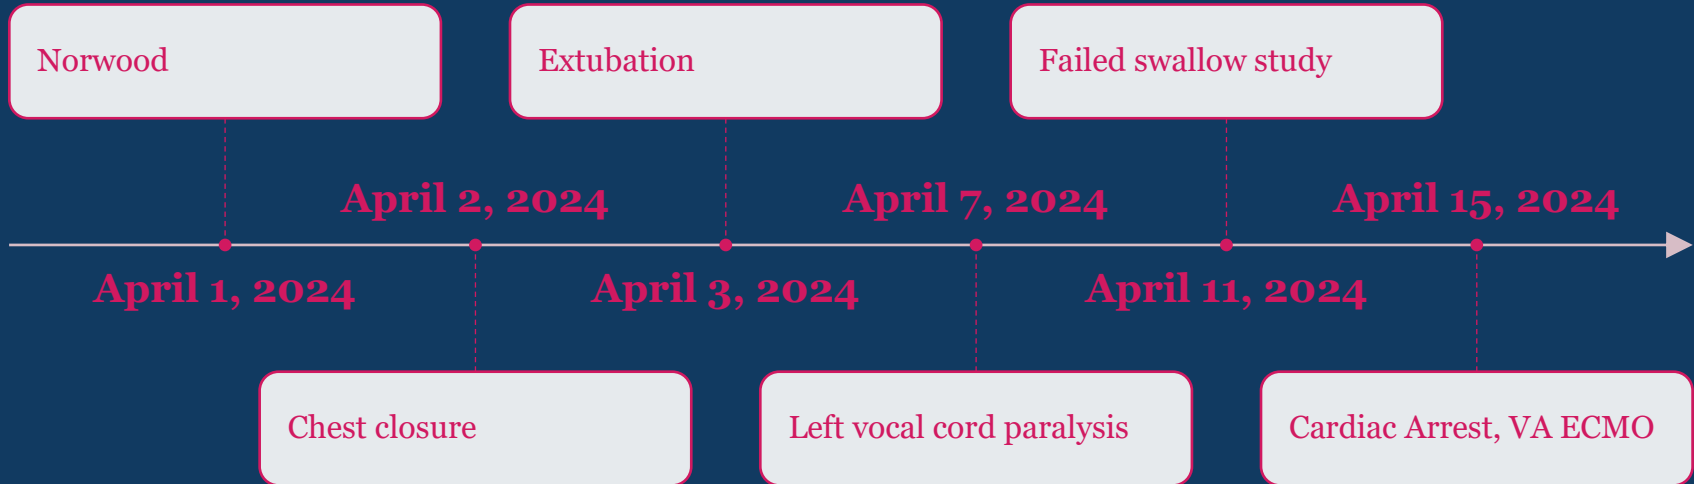 Norwood
Extubation
Failed swallow study
April 2, 2024
April 7, 2024
April 15, 2024
April 1, 2024
April 3, 2024
April 11, 2024
Chest closure
Left vocal cord paralysis
Cardiac Arrest, VA ECMO